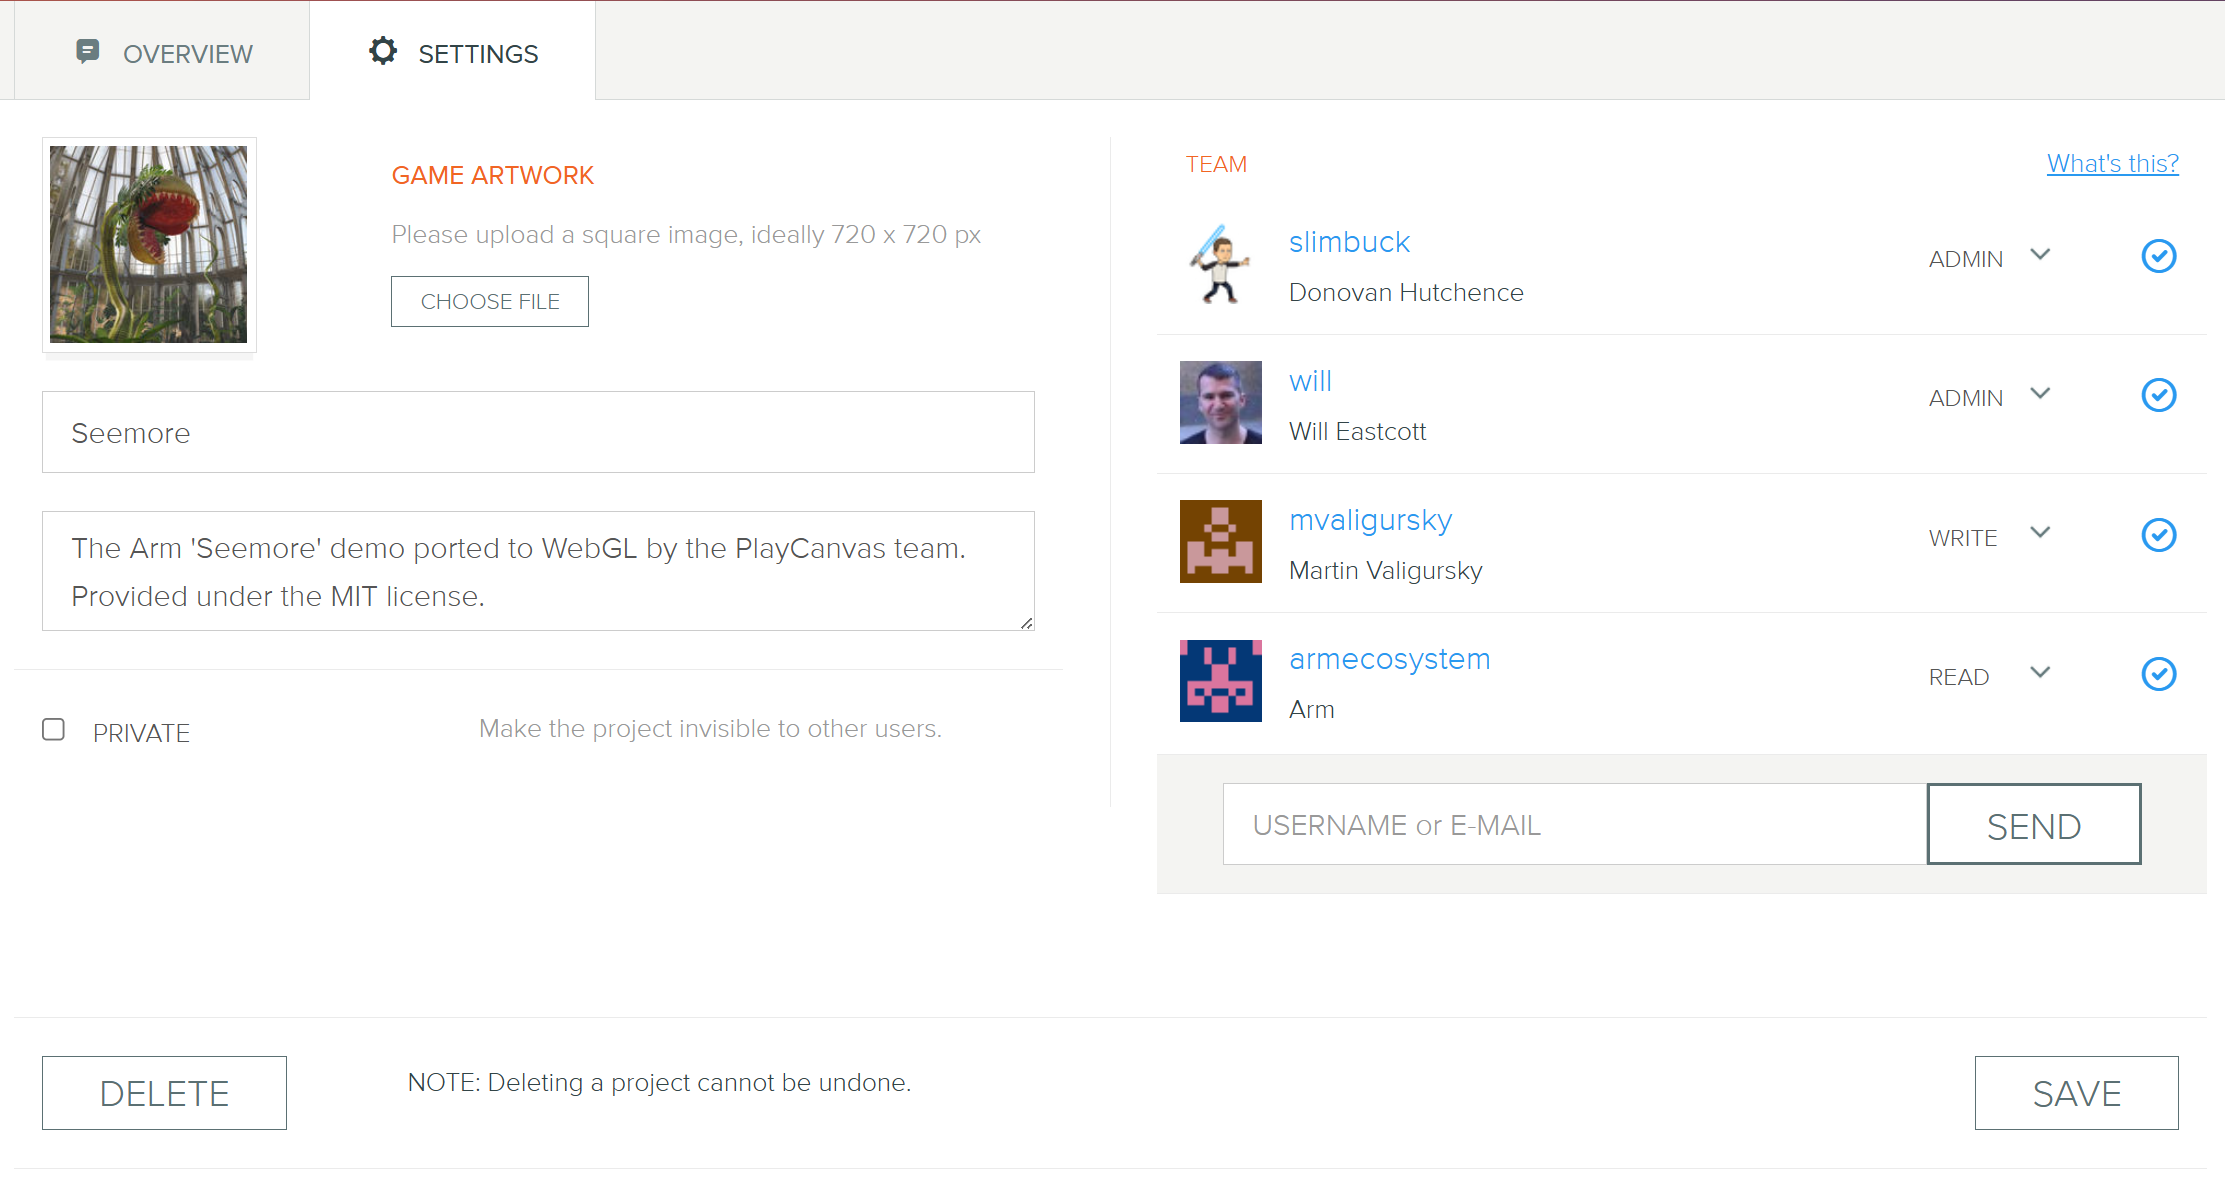 OVERVIEW
SETTINGS
GAME ARTWORK
Please upload a square image, ideally 720 x 720 px
CHOOSE FILE
Seemore
The Arm 'Seemore' demo ported to WebGL by the PlayCanvas team.
Provided under the MIT license.
PRIVATE
Make the project invisible to other users.
TEAM
What's this?
slimbuck
Donovan Hutchence
ADMIN
will
Will Eastcott
ADMIN
mvaligursky
Martin Valigursky
WRITE
armecosystem
Arm
READ
USERNAME or E-MAIL
SEND
DELETE
NOTE: Deleting a project cannot be undone.
SAVE